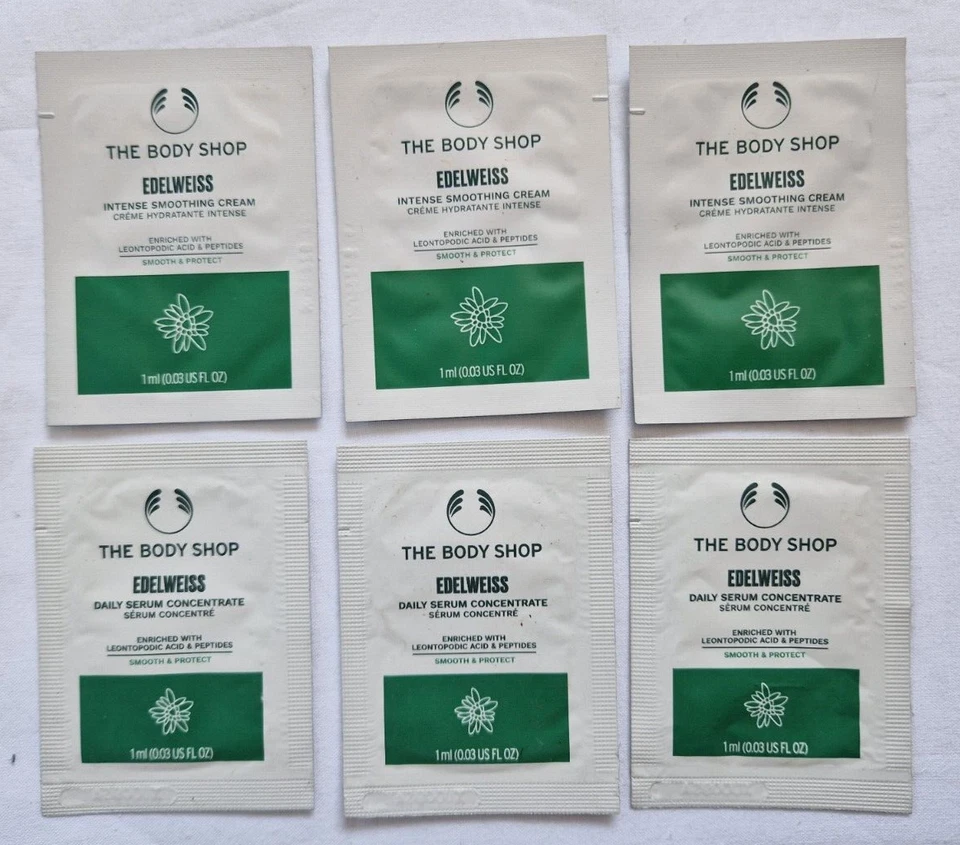 THE BODY SHOP
EDELWEISS
INTENSE SMOOTHING CREAM
CRÉME HYDRATANTE INTENSE
ENRICHED WITH
LEONTOPODIC ACID & PEPTIDES
SMOOTH & PROTECT
1 ml (0.03 US FL OZ)
THE BODY SHOP
EDELWEISS
INTENSE SMOOTHING CREAM
CRÉME HYDRATANTE INTENSE
ENRICHED WITH
LEONTOPODIC ACID & PEPTIDES
SMOOTH & PROTECT
1 ml (0.03 US FL OZ)
THE BODY SHOP
EDELWEISS
INTENSE SMOOTHING CREAM
CRÉME HYDRATANTE INTENSE
ENRICHED WITH
LEONTOPODIC ACID & PEPTIDES
SMOOTH & PROTECT
1 ml (0.03 US FL OZ)
THE BODY SHOP
EDELWEISS
DAILY SERUM CONCENTRATE
SÉRUM CONCENTRÉ
ENRICHED WITH
LEONTOPODIC ACID & PEPTIDES
SMOOTH & PROTECT
1 ml (0.03 US FL OZ)
THE BODY SHOP
EDELWEISS
DAILY SERUM CONCENTRATE
SÉRUM CONCENTRÉ
ENRICHED WITH
LEONTOPODIC ACID & PEPTIDES
SMOOTH & PROTECT
1 ml (0.03 US FL OZ)
THE BODY SHOP
EDELWEISS
DAILY SERUM CONCENTRATE
SÉRUM CONCENTRÉ
ENRICHED WITH
LEONTOPODIC ACID & PEPTIDES
SMOOTH & PROTECT
1 ml (0.03 US FL OZ)